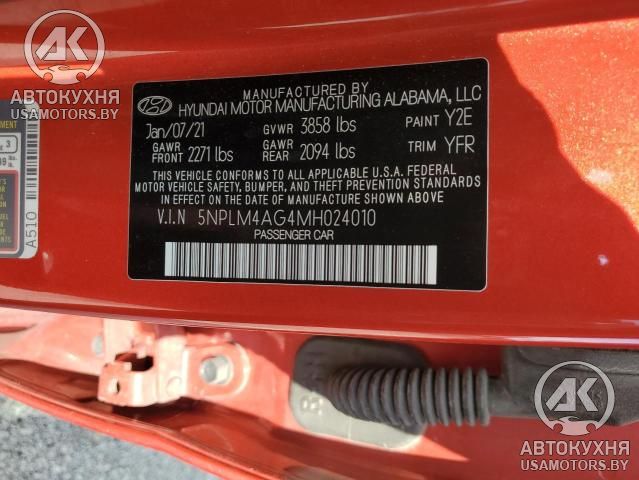 АК
АВТОКУХНЯ
USAMOTORS.BY
MANUFACTURED BY
HYUNDAI MOTOR MANUFACTURING ALABAMA, LLC
Jan/07/21 GVWR 3858 lbs PAINT Y2E
GAWR FRONT 2271 lbs GAWR REAR 2094 lbs TRIM YFR
THIS VEHICLE CONFORMS TO ALL APPLICABLE U.S.A. FEDERAL
MOTOR VEHICLE SAFETY, BUMPER, AND THEFT PREVENTION STANDARDS
IN EFFECT ON THE DATE OF MANUFACTURE SHOWN ABOVE.
V.I.N 5NPLM4AG4MH024010
PASSENGER CAR
A510
АК
АВТОКУХНЯ
USAMOTORS.BY